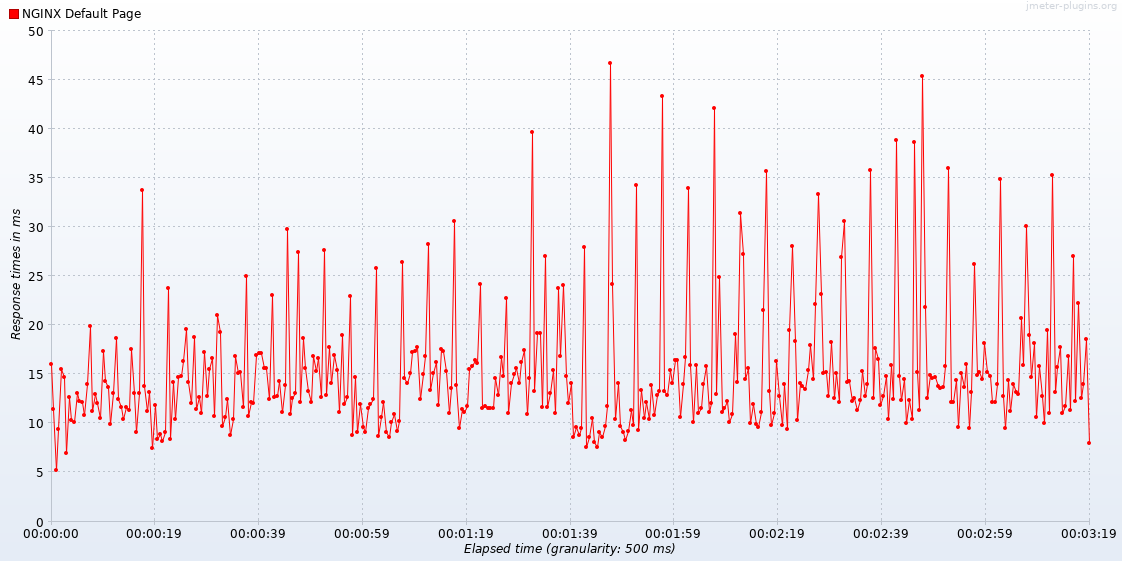 jmeter-plugins.org
NGINX Default Page
50
45
40
35
30
25
20
15
10
5
0
Response times in ms
00:00:00 00:00:19 00:00:39 00:00:59 00:01:19 00:01:39 00:01:59 00:02:19 00:02:39 00:02:59 00:03:19
Elapsed time (granularity: 500 ms)